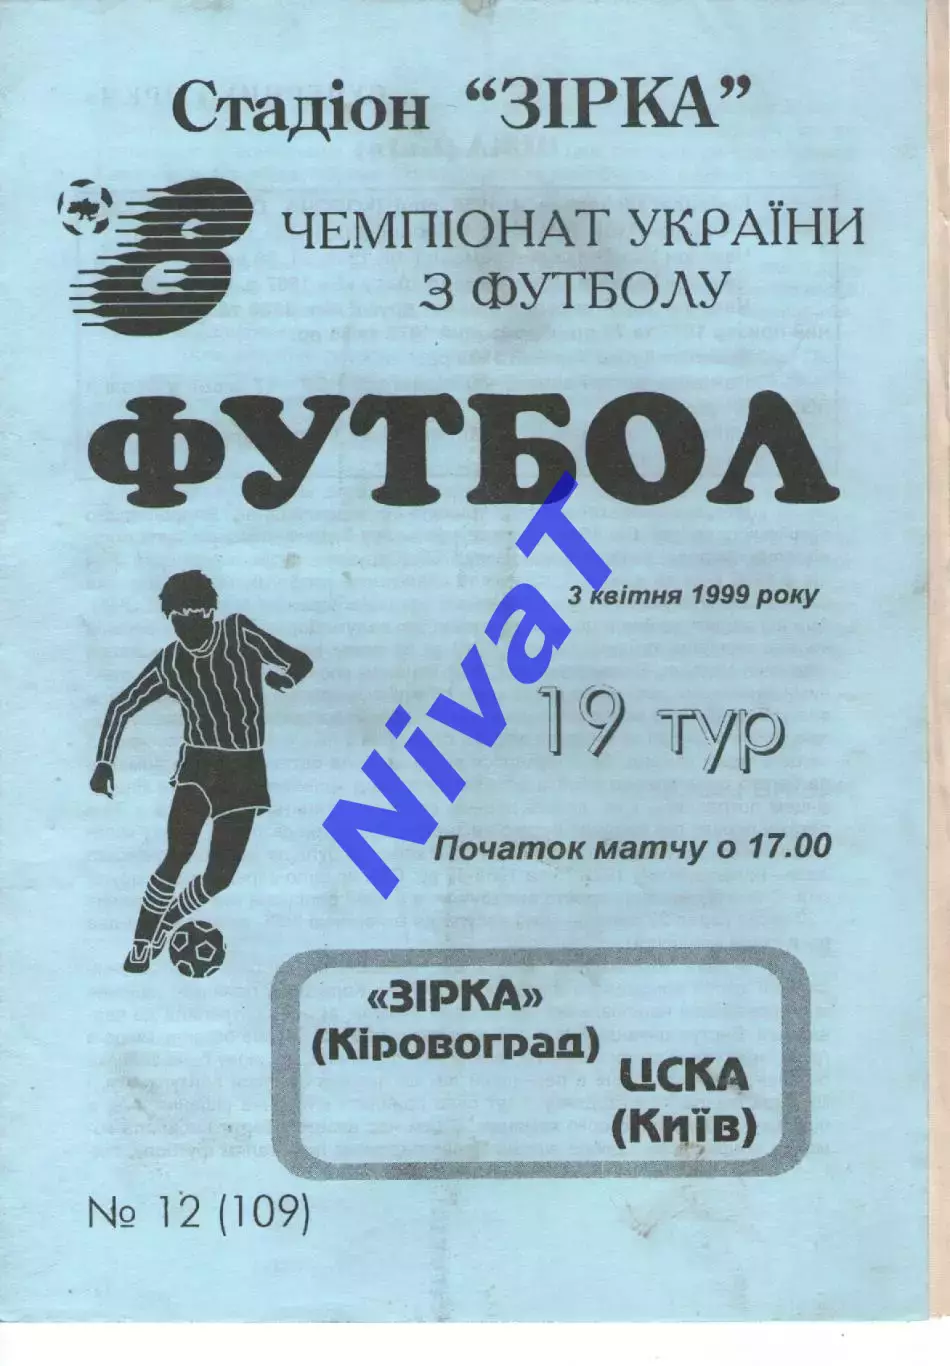 Стадіон “ЗІРКА”
8
ЧЕМПІОНАТ УКРАЇНИ
З ФУТБОЛУ
ФУТБОЛ
3 квітня 1999 року
19 тур
Початок матчу о 17.00
«ЗІРКА»
(Кіровоград)
ЦСКА
(Київ)
№ 12 (109)
NivaT